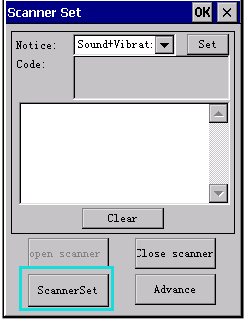 Scanner Set OK ×
Notice: Sound+Vibrat: Set
Code:
Clear
open scanner Close scanner
ScannerSet Advance